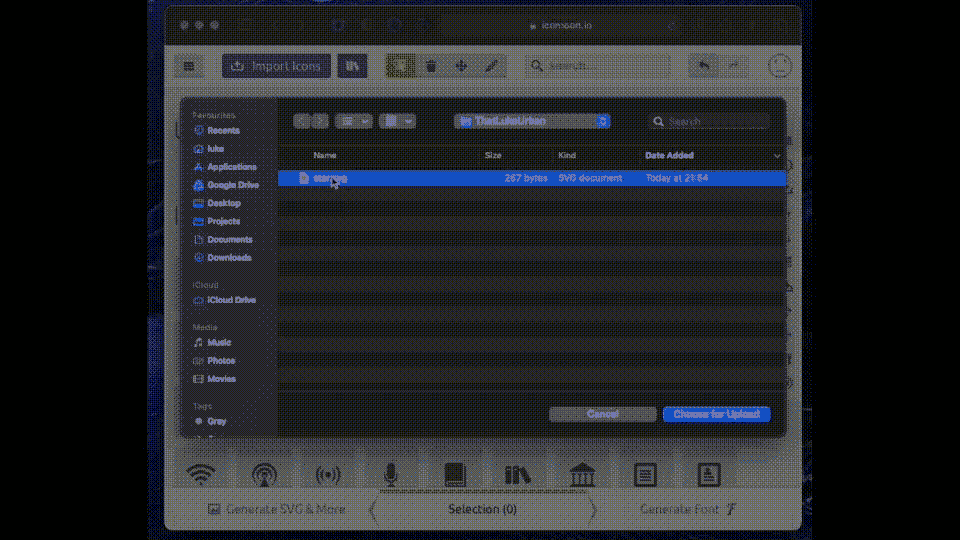 icomoon.io
Import Icons
Search...
Favourites
Recents
luke
Applications
Google Drive
Desktop
Projects
Documents
Downloads
iCloud
iCloud Drive
Media
Music
Photos
Movies
Tags
Gray
TheLukeUrban
Search
Name Size Kind Date Added
267 bytes SVG document Today at 21:54
Cancel Choose for Upload
Generate SVG & More Selection (0) Generate Font